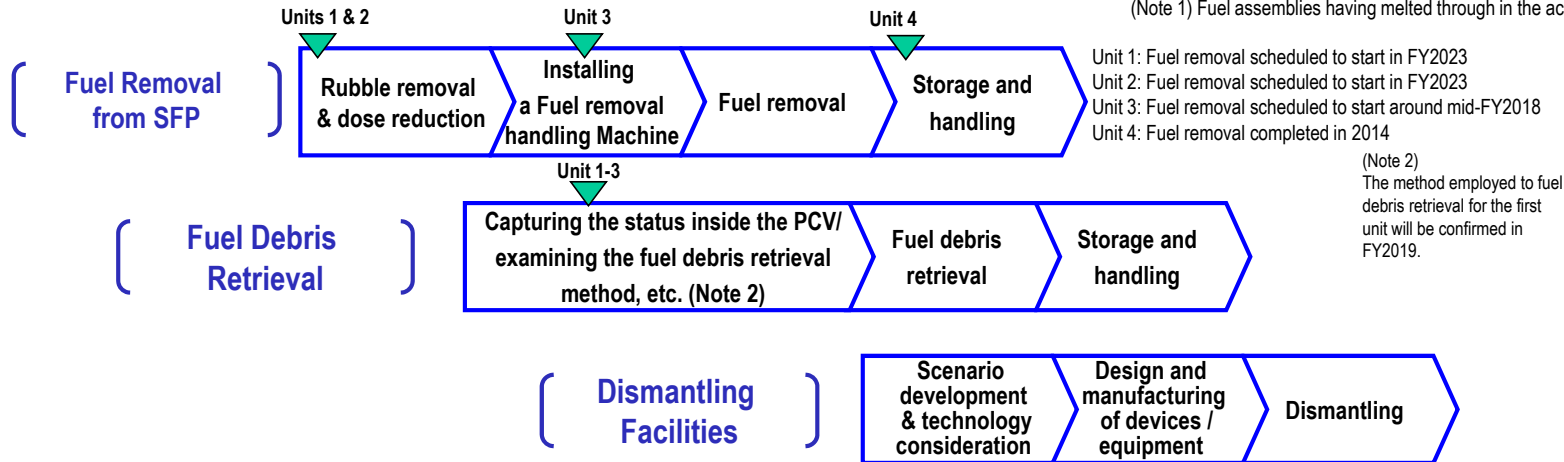 (Note 1) Fuel assemblies having melted through in the ac
Units 1 & 2
Unit 3
Unit 4
Fuel Removal
from SFP
Rubble removal
& dose reduction
Installing
a Fuel removal
handling Machine
Fuel removal
Storage and
handling
Unit 1: Fuel removal scheduled to start in FY2023
Unit 2: Fuel removal scheduled to start in FY2023
Unit 3: Fuel removal scheduled to start around mid-FY2018
Unit 4: Fuel removal completed in 2014
Unit 1-3
Fuel Debris
Retrieval
Capturing the status inside the PCV/
examining the fuel debris retrieval
method, etc. (Note 2)
Fuel debris
retrieval
Storage and
handling
(Note 2)
The method employed to fuel
debris retrieval for the first
unit will be confirmed in
FY2019.
Dismantling
Facilities
Scenario
development
& technology
consideration
Design and
manufacturing
of devices /
equipment
Dismantling